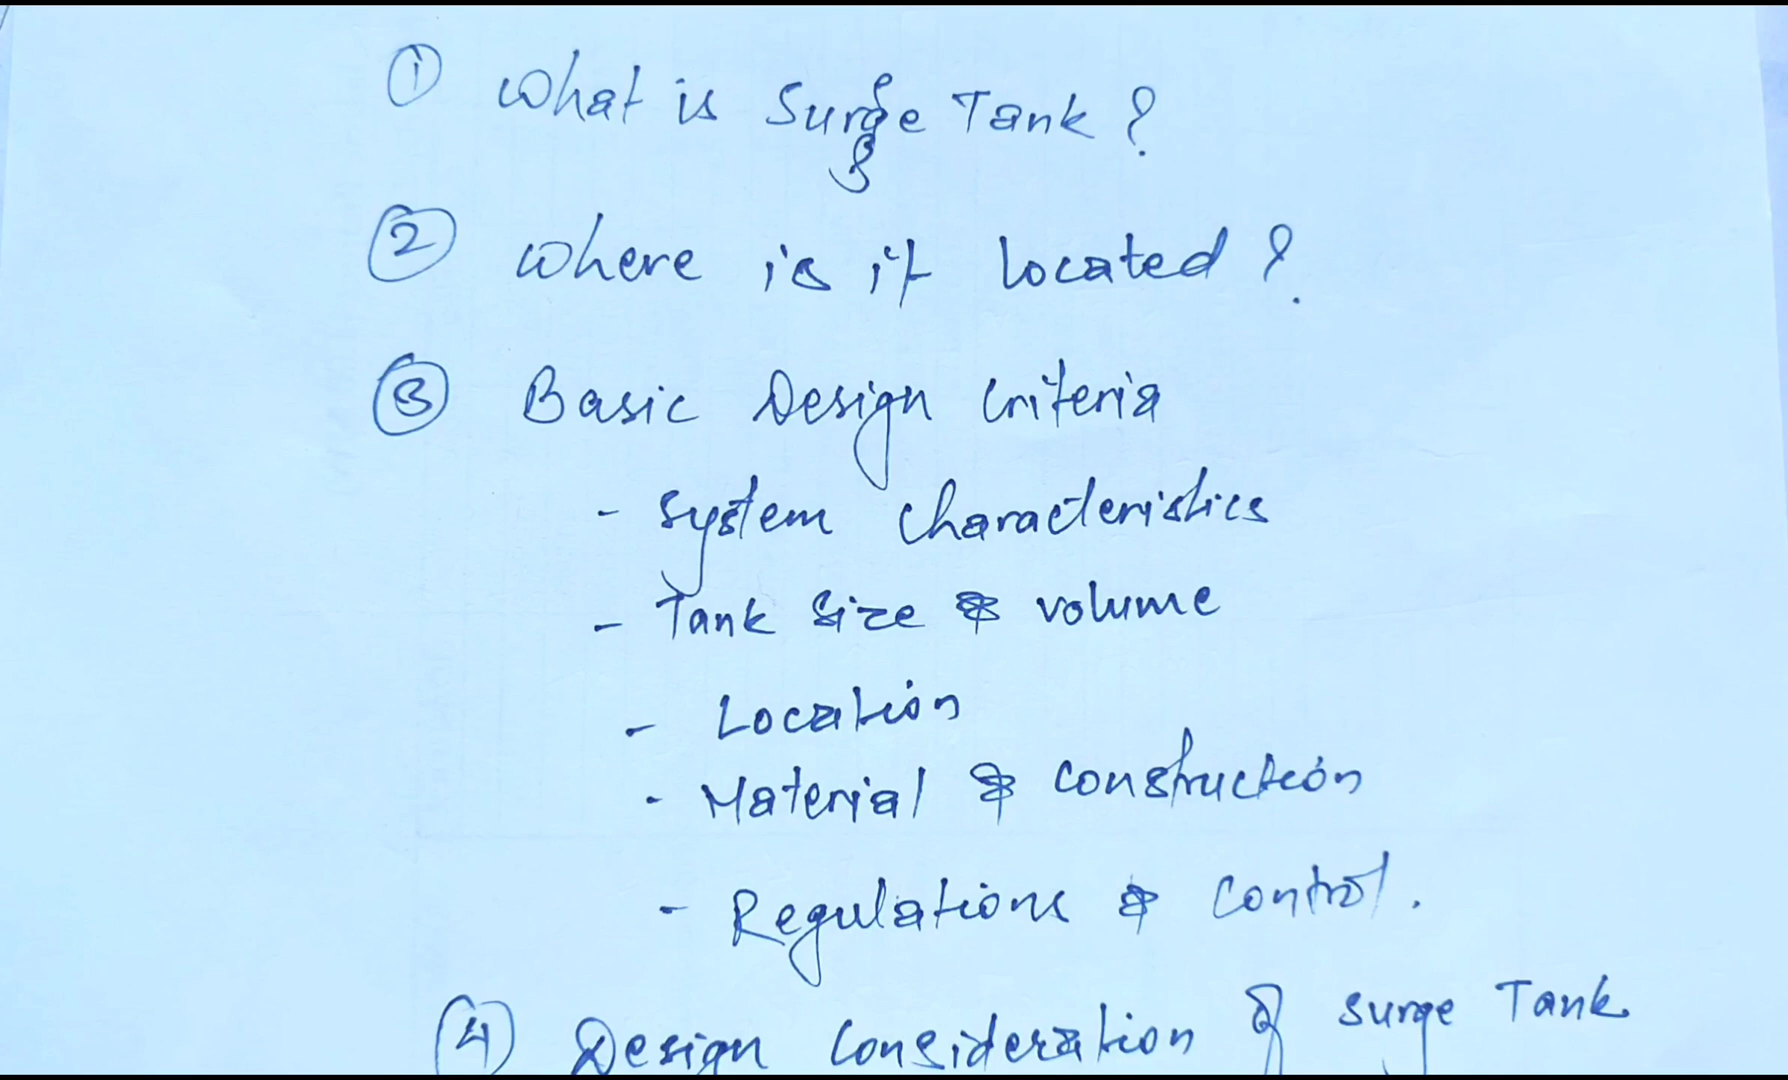 ① What is Surge Tank?
② Where is it located?
③ Basic Design Criteria
- System Characteristics
- Tank Size & volume
- Location
- Material & construction
- Regulations & Control.
④ Design Consideration of Surge Tank